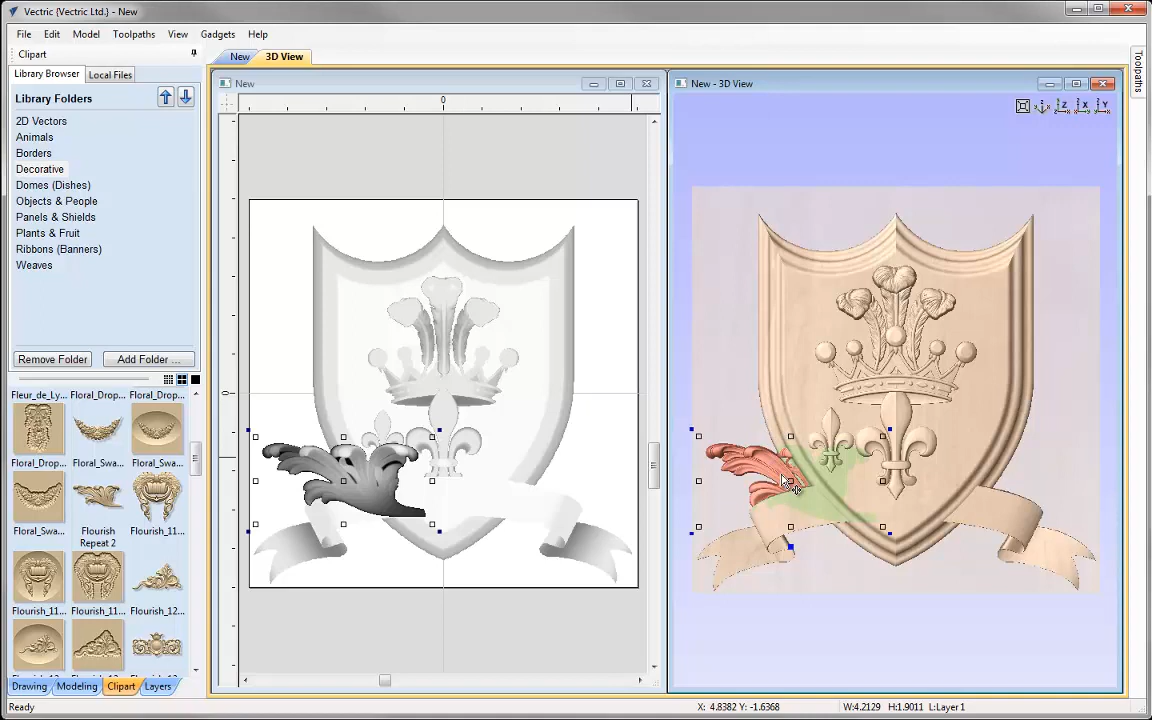 Vectric {Vectric Ltd.} - New
File Edit Model Toolpaths View Gadgets Help
Clipart
New 3D View
Library Browser Local Files
New
New - 3D View
Toolpaths
Library Folders
0
Z X Y
2D Vectors
Animals
Borders
Decorative
Domes (Dishes)
Objects & People
Panels & Shields
Plants & Fruit
Ribbons (Banners)
Weaves
Remove Folder Add Folder ...
0
Fleur_de_Ly... Floral_Drop... Floral_Drop...
Floral_Drop... Floral_Swa... Floral_Swa...
Floral_Swa... Flourish Repeat 2 Flourish_11...
Flourish_11... Flourish_11... Flourish_12...
Drawing Modeling Clipart Layers
Ready
X: 4.8382 Y: -1.6368
W:4.2129 H:1.9011 L:Layer 1